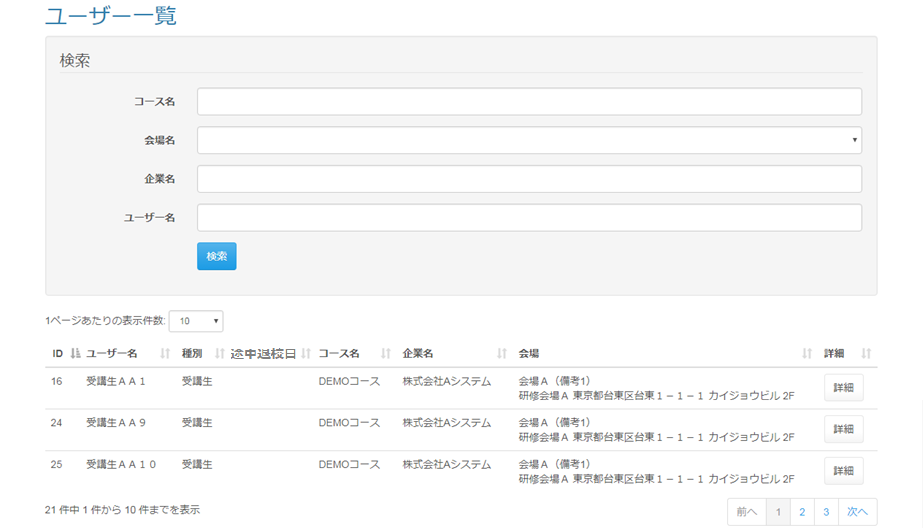 ユーザー一覧
検索
コース名
会場名
企業名
ユーザー名
検索
1ページあたりの表示件数: 10
ID ユーザー名 種別 途中退校日 コース名 企業名 会場 詳細
16 受講生ＡＡ１ 受講生 DEMOコース 株式会社Aシステム 会場Ａ（備考1） 詳細
研修会場Ａ 東京都台東区台東１－１－１ カイジョウビル 2F
24 受講生ＡＡ９ 受講生 DEMOコース 株式会社Aシステム 会場Ａ（備考1） 詳細
研修会場Ａ 東京都台東区台東１－１－１ カイジョウビル 2F
25 受講生ＡＡ１０ 受講生 DEMOコース 株式会社Aシステム 会場Ａ（備考1） 詳細
研修会場Ａ 東京都台東区台東１－１－１ カイジョウビル 2F
21 件中 1 件から 10 件までを表示
前へ 1 2 3 次へ